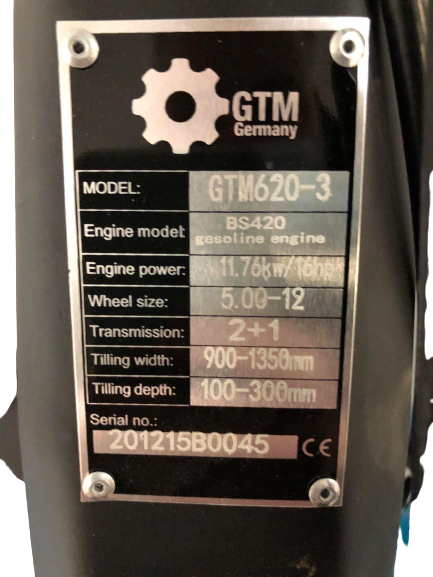 GTM
Germany
MODEL: GTM620-3
Engine model: BS420
gasoline engine
Engine power: 11.76kw/16hp
Wheel size: 5.00-12
Transmission: 2+1
Tilling width: 900-1350mm
Tilling depth: 100-300mm
Serial no.:
201215B0045 CE